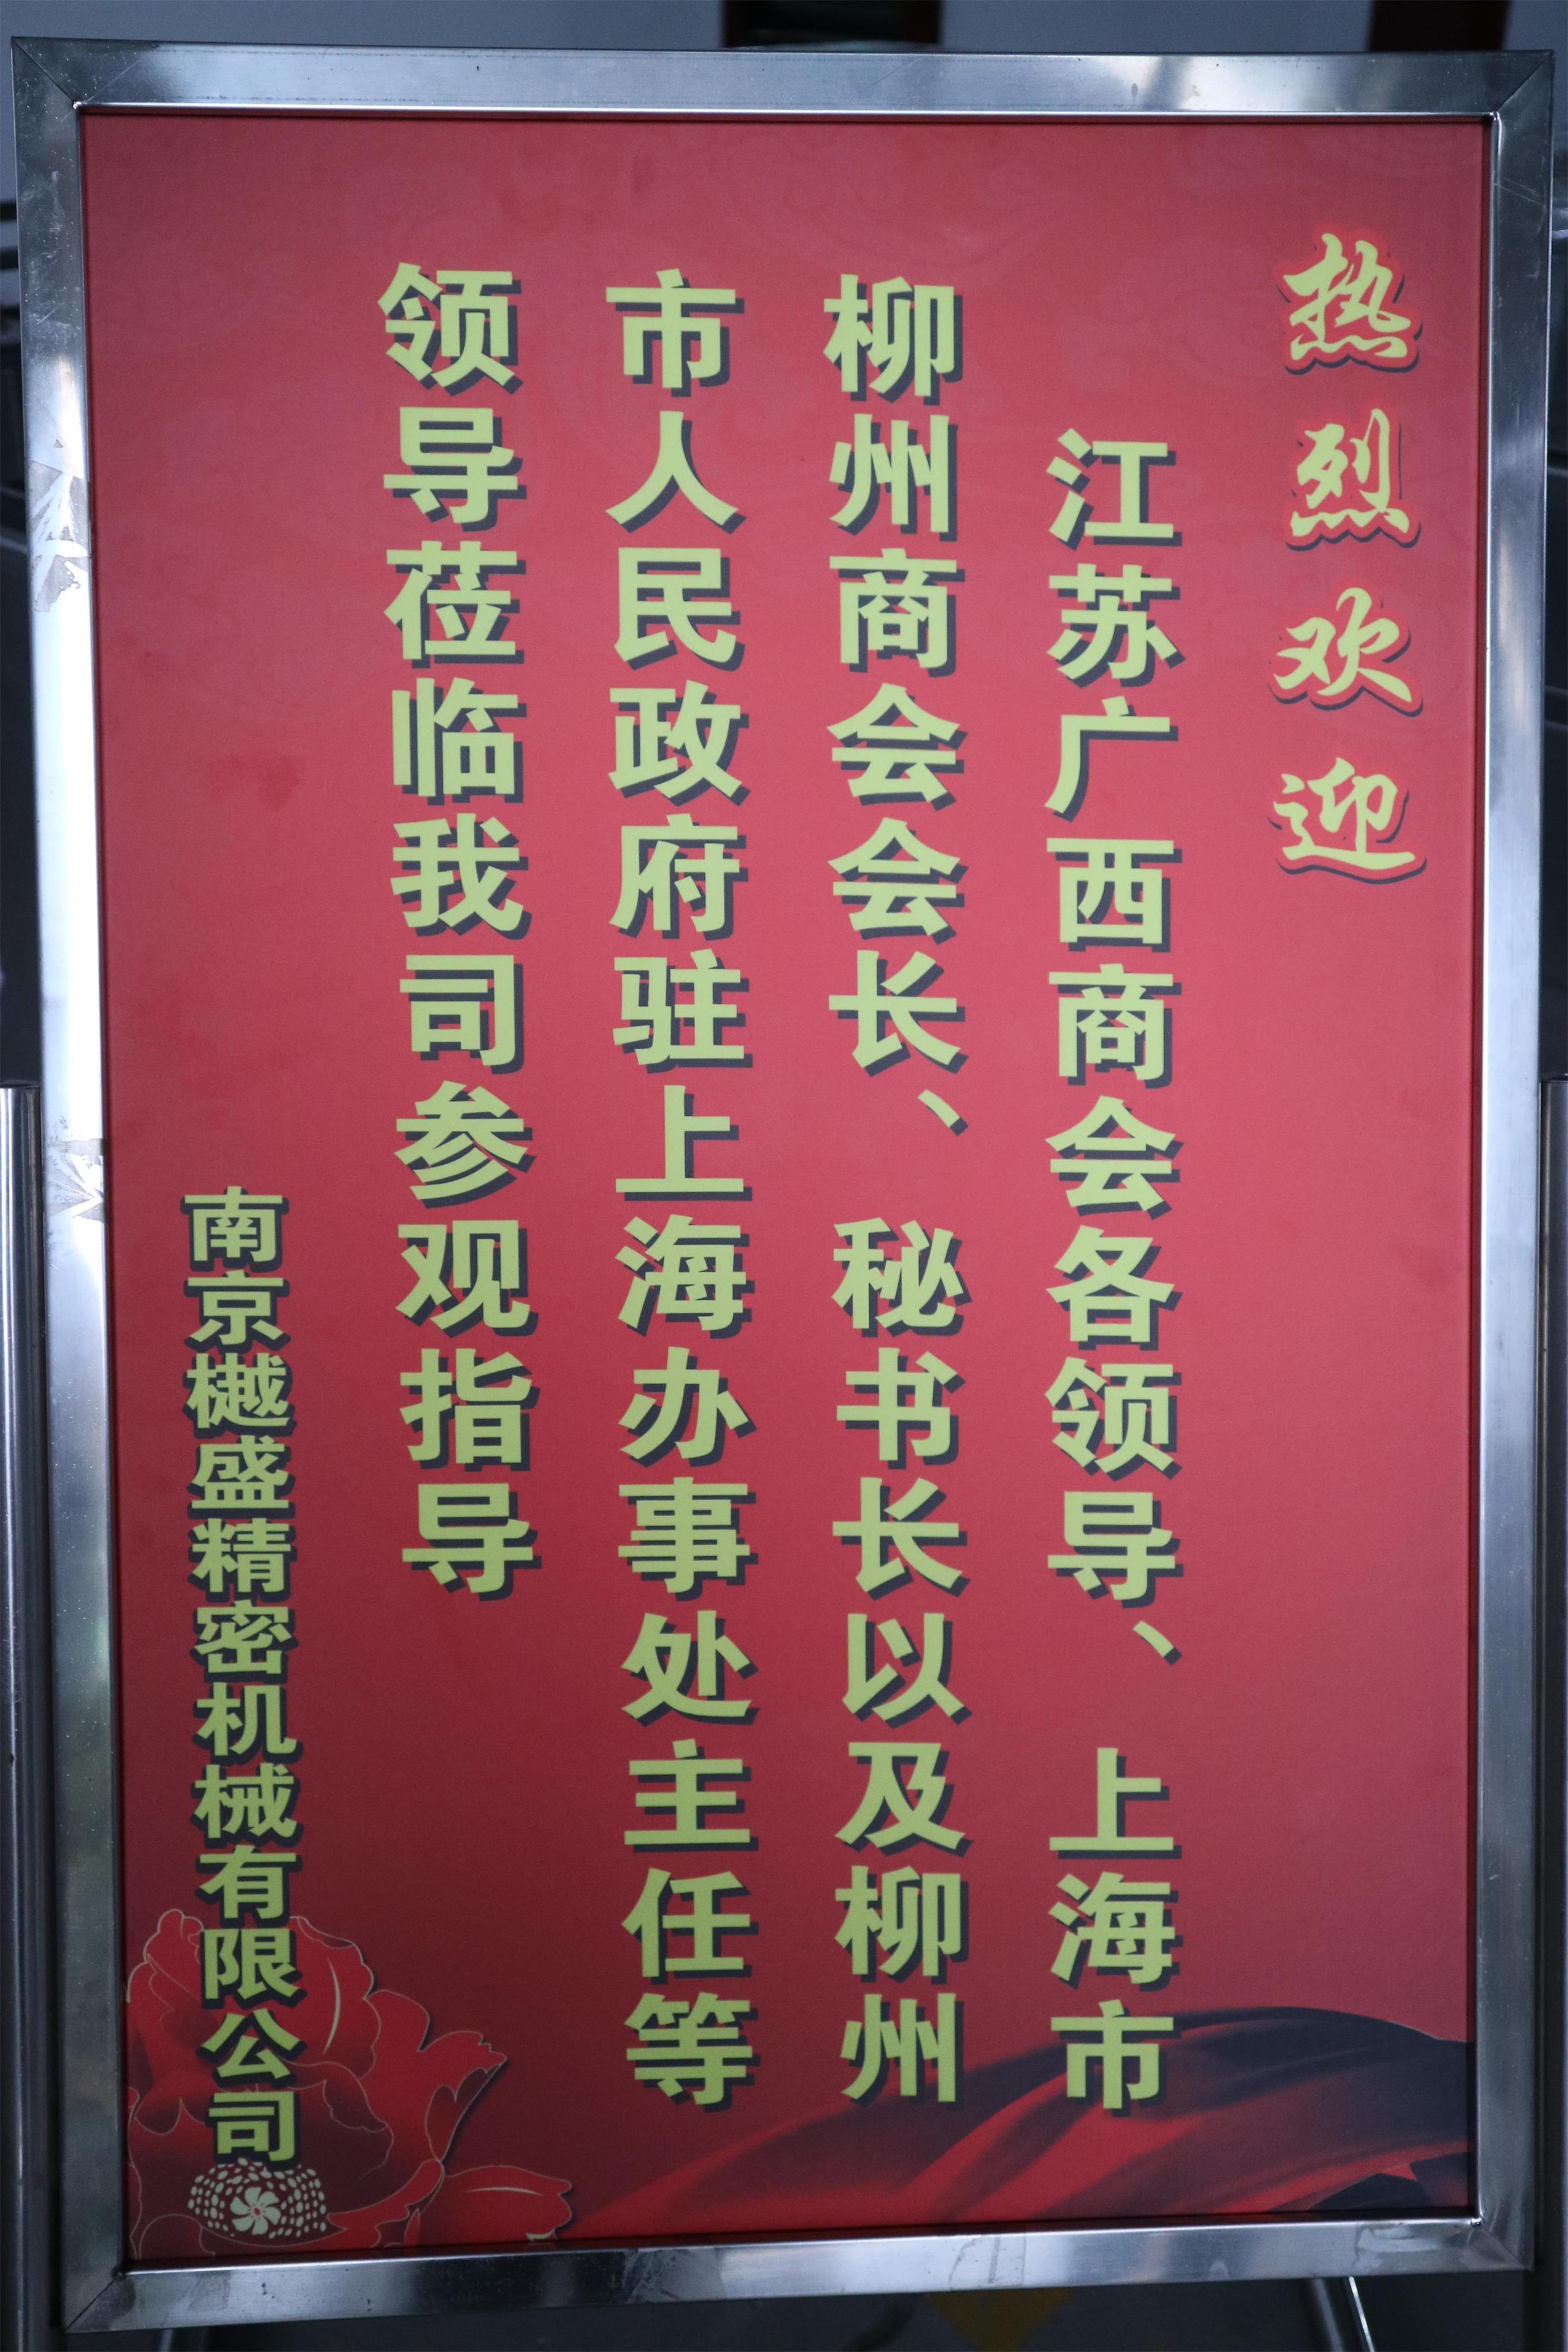 热烈欢迎
江苏广西商会各领导、上海市
柳州商会会长、秘书长以及柳州
市人民政府驻上海办事处主任等
领导莅临我司参观指导
南京樾盛精密机械有限公司